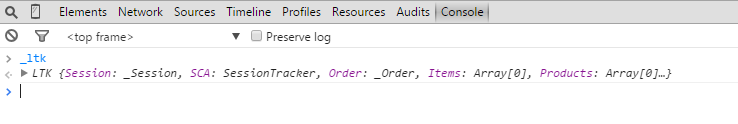 Elements Network Sources Timeline Profiles Resources Audits Console
<top frame> ▼ Preserve log
> _ltk
<· ▶ LTK {Session: _Session, SCA: SessionTracker, Order: _Order, Items: Array[0], Products: Array[0]…}
>